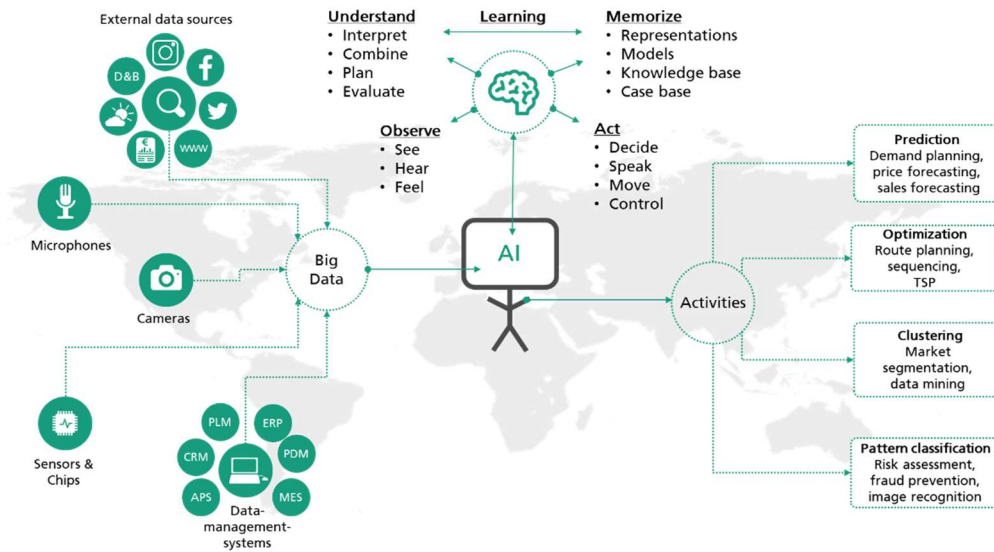 External data sources
D&B
WWW
Microphones
Cameras
Sensors &
Chips
PLM
ERP
CRM
PDM
APS
MES
Data-
management-
systems
Big
Data
Understand
• Interpret
• Combine
• Plan
• Evaluate
Learning
Memorize
• Representations
• Models
• Knowledge base
• Case base
Observe
• See
• Hear
• Feel
Act
• Decide
• Speak
• Move
• Control
AI
Activities
Prediction
Demand planning,
price forecasting,
sales forecasting
Optimization
Route planning,
sequencing,
TSP
Clustering
Market
segmentation,
data mining
Pattern classification
Risk assessment,
fraud prevention,
image recognition